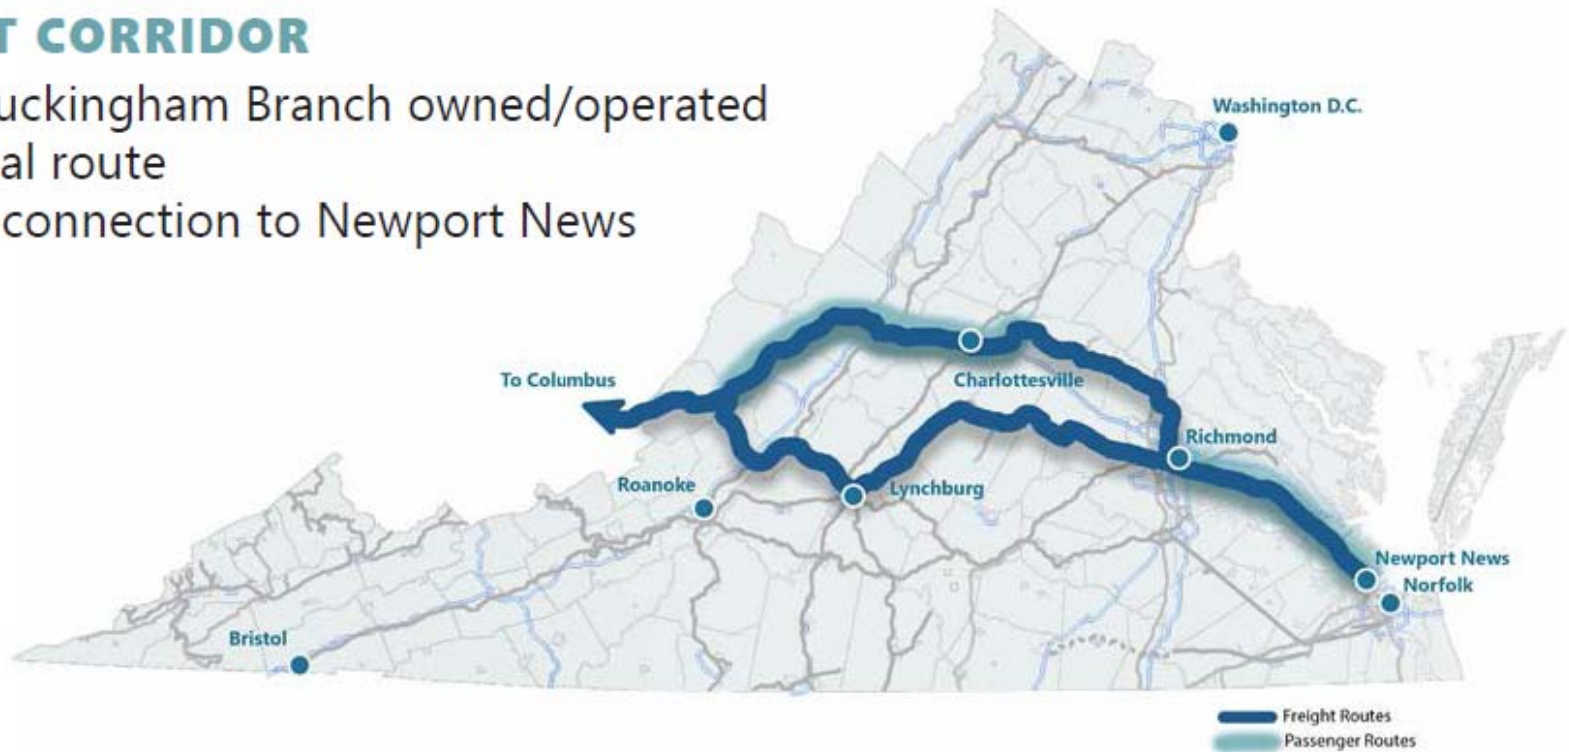 T CORRIDOR
uckingham Branch owned/operated
al route
connection to Newport News
Washington D.C.
To Columbus
Charlottesville
Richmond
Roanoke
Lynchburg
Newport News
Norfolk
Bristol
Freight Routes
Passenger Routes